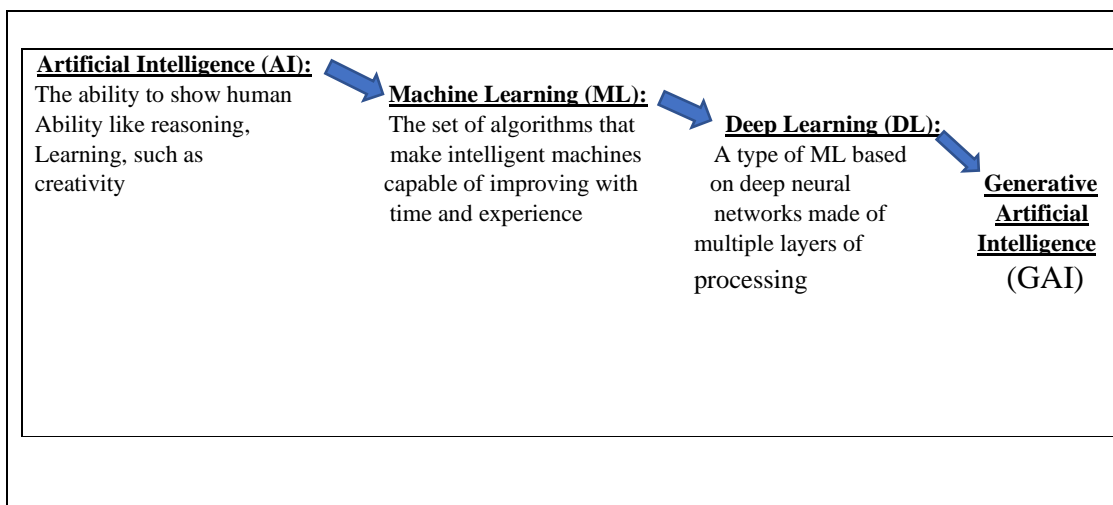 Artificial Intelligence (AI):
The ability to show human
Ability like reasoning,
Learning, such as
creativity
Machine Learning (ML):
The set of algorithms that
make intelligent machines
capable of improving with
time and experience
Deep Learning (DL):
A type of ML based
on deep neural
networks made of
multiple layers of
processing
Generative
Artificial
Intelligence
(GAI)